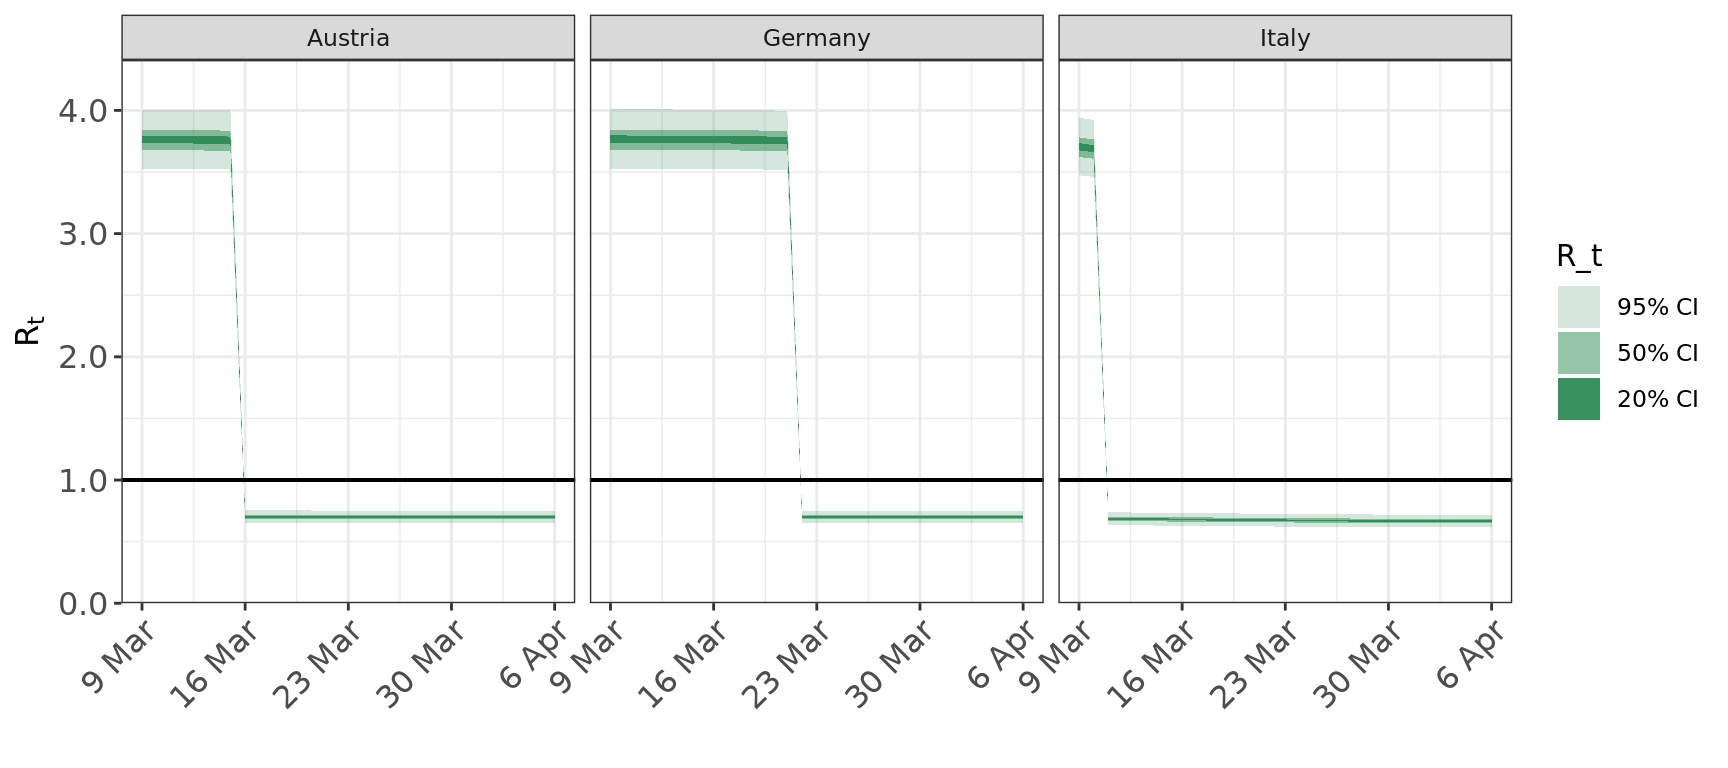 Austria
Germany
Italy
4.0
3.0
2.0
1.0
0.0
Rt
9 Mar
16 Mar
23 Mar
30 Mar
6 Apr
9 Mar
16 Mar
23 Mar
30 Mar
6 Apr
9 Mar
16 Mar
23 Mar
30 Mar
6 Apr
R_t
95% CI
50% CI
20% CI